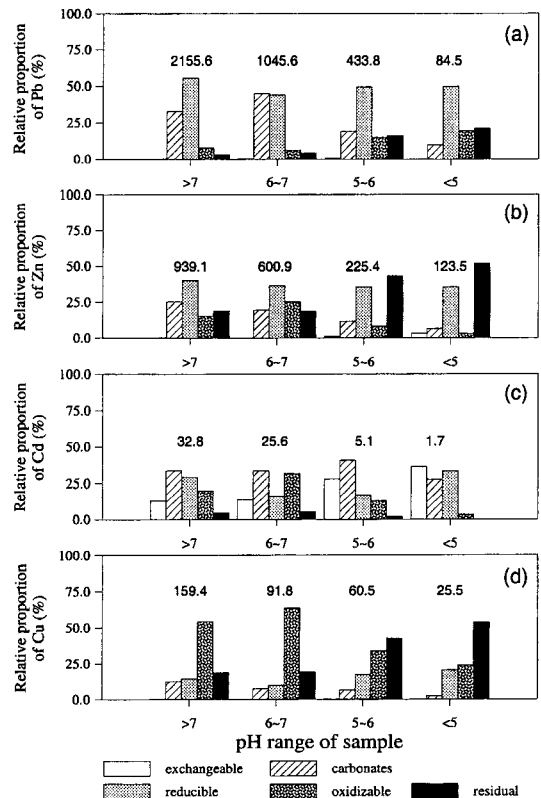 100.0 (a)
2155.6 1045.6 433.8 84.5
75.0
50.0
25.0
0.0
Relative proportion
of Pb (%)
>7 6~7 5~6 <5
100.0 (b)
75.0
939.1 600.9 225.4 123.5
50.0
25.0
0.0
Relative proportion
of Zn (%)
>7 6~7 5~6 <5
100.0 (c)
75.0
32.8 25.6 5.1 1.7
50.0
25.0
0.0
Relative proportion
of Cd (%)
>7 6~7 5~6 <5
100.0 (d)
159.4 91.8 60.5 25.5
75.0
50.0
25.0
0.0
Relative proportion
of Cu (%)
>7 6~7 5~6 <5
pH range of sample
exchangeable carbonates
reducible oxidizable residual